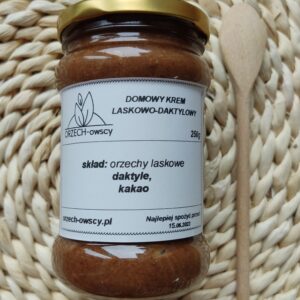 DOMOWY KREM
LASKOWO-DAKTYLOWY
ORZECH-owscy
250g
skład: orzechy laskowe
daktyle,
kakao
orzech-owscy.pl
Najlepiej spożyć przed:
15.06.2022